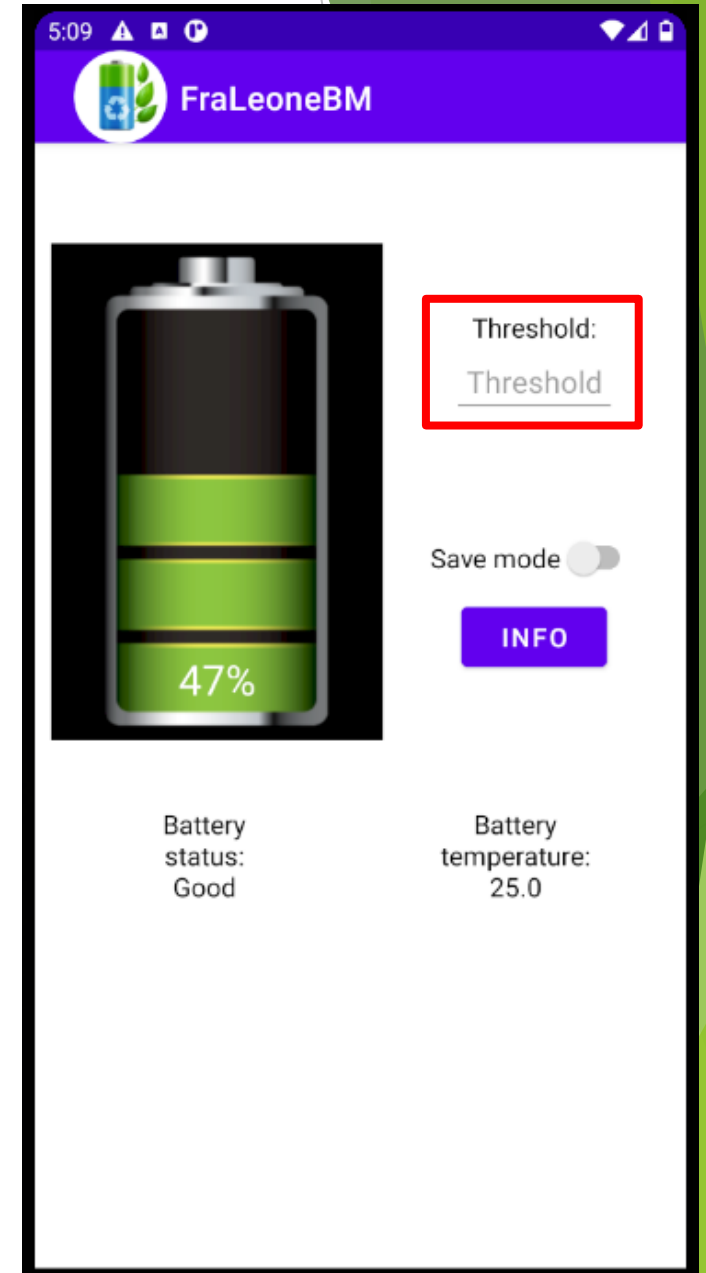 5:09
FraLeoneBM
Threshold:
Threshold
Save mode
INFO
47%
Battery
status:
Good
Battery
temperature:
25.0